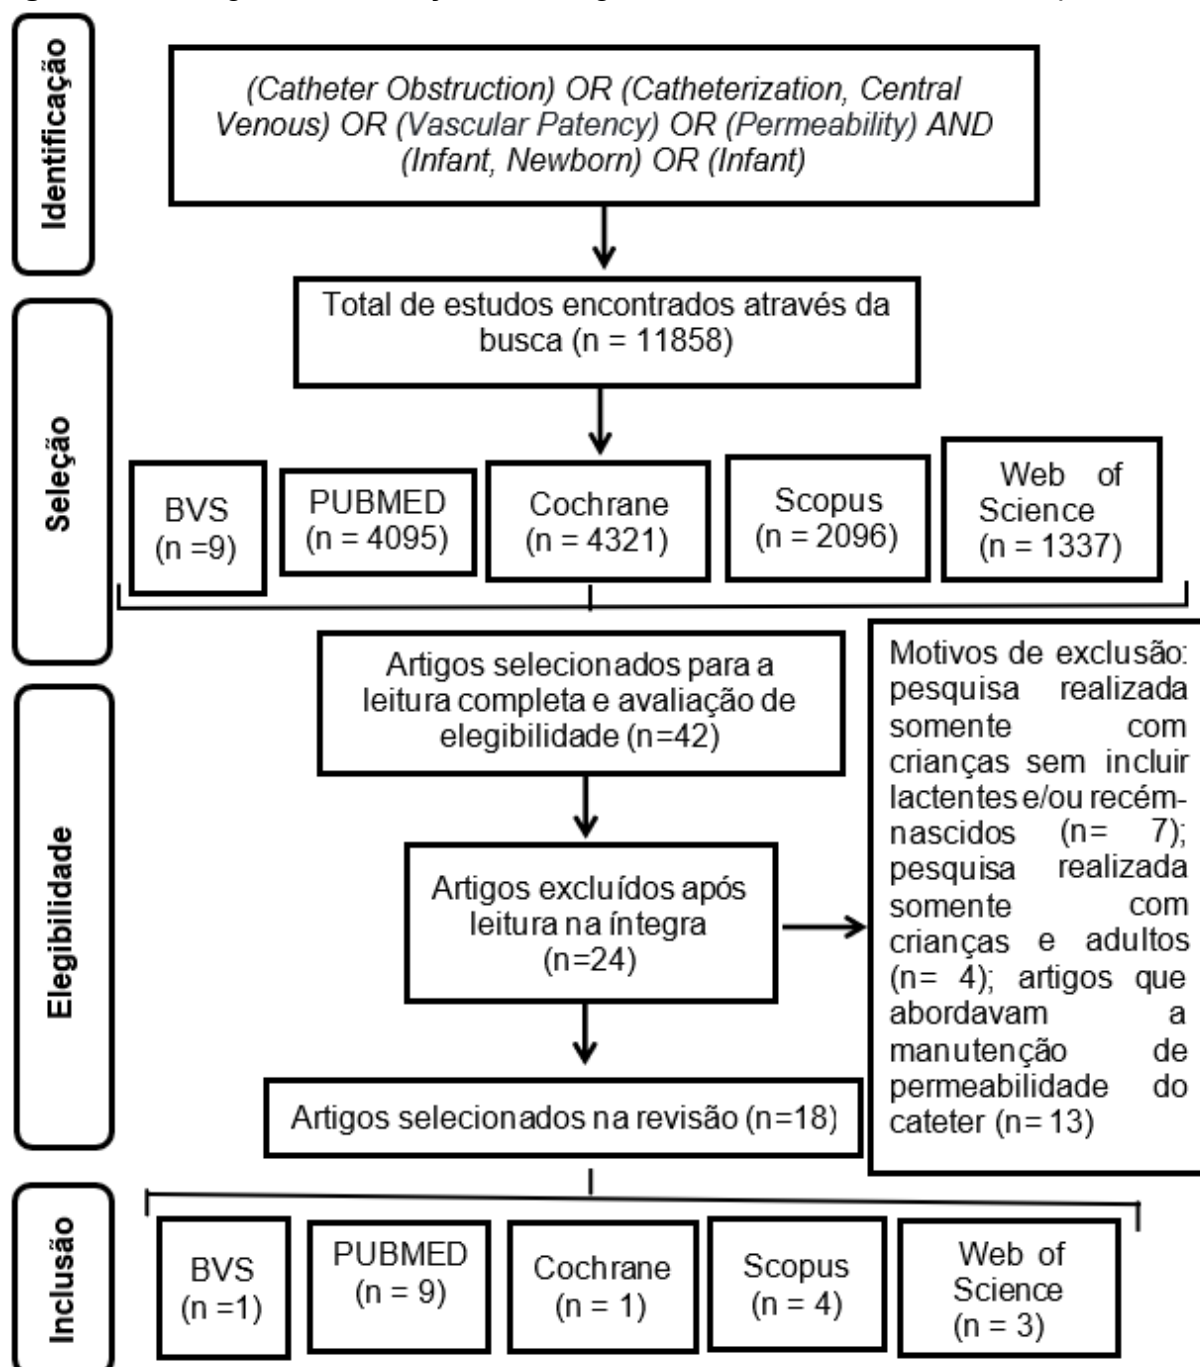 Identificação
(Catheter Obstruction) OR (Catheterization, Central
Venous) OR (Vascular Patency) OR (Permeability) AND
(Infant, Newborn) OR (Infant)
Seleção
Total de estudos encontrados através da
busca (n = 11858)
BVS
(n =9)
PUBMED
(n = 4095)
Cochrane
(n = 4321)
Scopus
(n = 2096)
Web of
Science
(n = 1337)
Elegibilidade
Artigos selecionados para a
leitura completa e avaliação de
elegibilidade (n=42)
Artigos excluídos após
leitura na íntegra
(n=24)
Motivos de exclusão:
pesquisa realizada
somente com
crianças sem incluir
lactentes e/ou recém-
nascidos (n= 7);
pesquisa realizada
somente com
crianças e adultos
(n= 4); artigos que
abordavam a
manutenção de
permeabilidade do
cateter (n= 13)
Artigos selecionados na revisão (n=18)
Inclusão
BVS
(n =1)
PUBMED
(n = 9)
Cochrane
(n = 1)
Scopus
(n = 4)
Web of
Science
(n = 3)